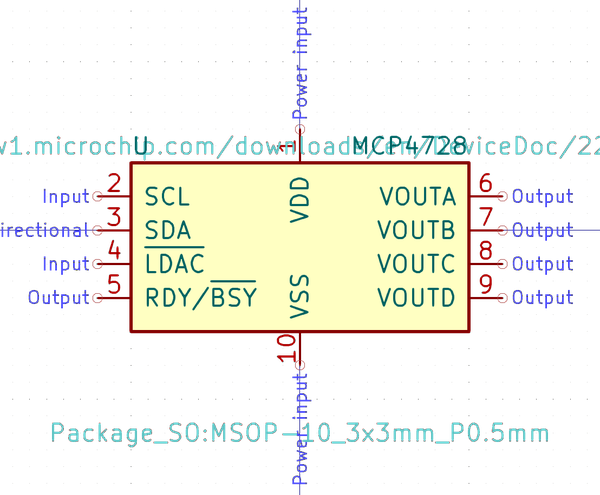 Power input
w1.microchip.com/downloads/en/DeviceDoc/22
U
MCP4728
1
VDD
Input 2 SCL VOUTA 6 Output
irectional 3 SDA VOUTB 7 Output
Input 4 LDAC VOUTC 8 Output
Output 5 RDY/BSY VOUTD 9 Output
VSS
10
Power input
Package_SO:MSOP-10_3x3mm_P0.5mm